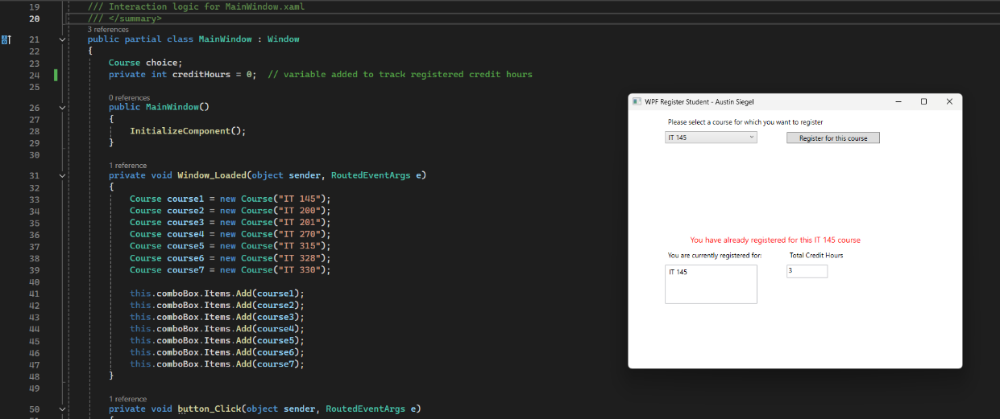 19 /// Interaction logic for MainWindow.xaml
20 /// </summary>
3 references
21 public partial class MainWindow : Window
22 {
23 Course choice;
24 private int creditHours = 0; // variable added to track registered credit hours
25
0 references
26 public MainWindow()
27 {
28 InitializeComponent();
29 }
30
1 reference
31 private void Window_Loaded(object sender, RoutedEventArgs e)
32 {
33 Course course1 = new Course("IT 145");
34 Course course2 = new Course("IT 200");
35 Course course3 = new Course("IT 201");
36 Course course4 = new Course("IT 270");
37 Course course5 = new Course("IT 315");
38 Course course6 = new Course("IT 328");
39 Course course7 = new Course("IT 330");
40
41 this.comboBox.Items.Add(course1);
42 this.comboBox.Items.Add(course2);
43 this.comboBox.Items.Add(course3);
44 this.comboBox.Items.Add(course4);
45 this.comboBox.Items.Add(course5);
46 this.comboBox.Items.Add(course6);
47 this.comboBox.Items.Add(course7);
48 }
49
1 reference
50 private void button_Click(object sender, RoutedEventArgs e)
WPF Register Student - Austin Siegel
Please select a course for which you want to register
IT 145 Register for this course
You have already registered for this IT 145 course
You are currently registered for: Total Credit Hours
IT 145 3